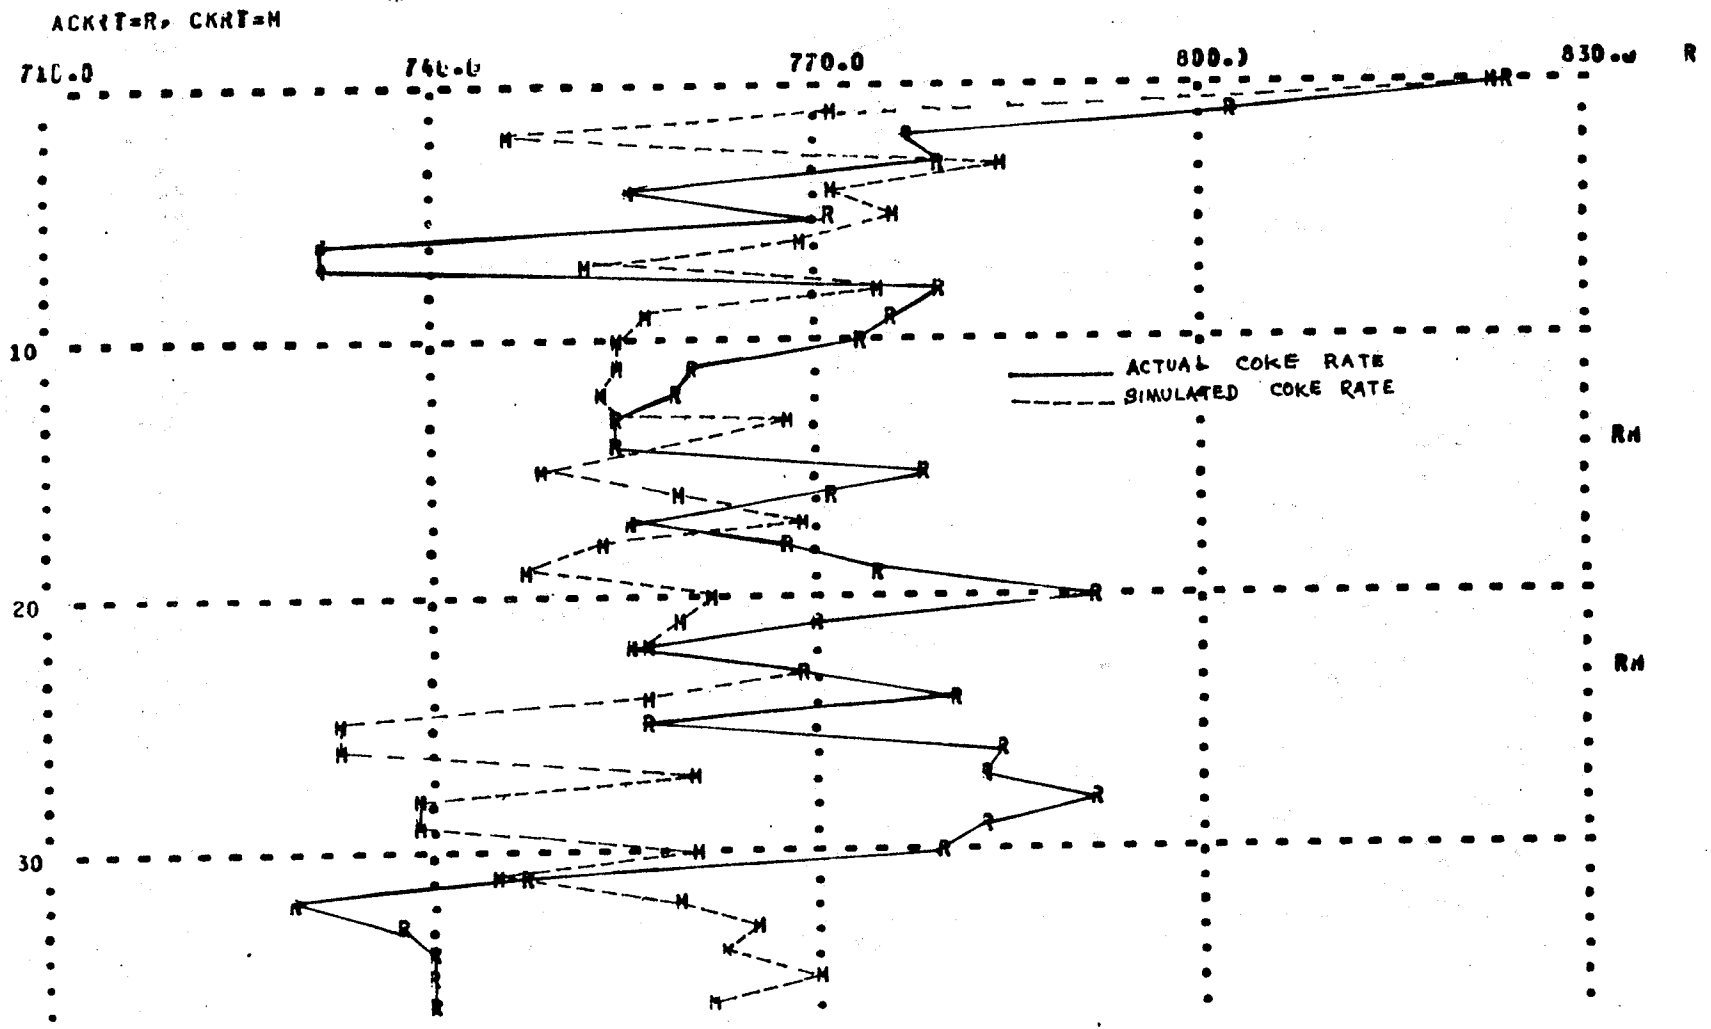 ACKRT=R, CKRT=M
710.0 740.0 770.0 800.0 830.0 R
10
ACTUAL COKE RATE
SIMULATED COKE RATE
RM
20
RM
30